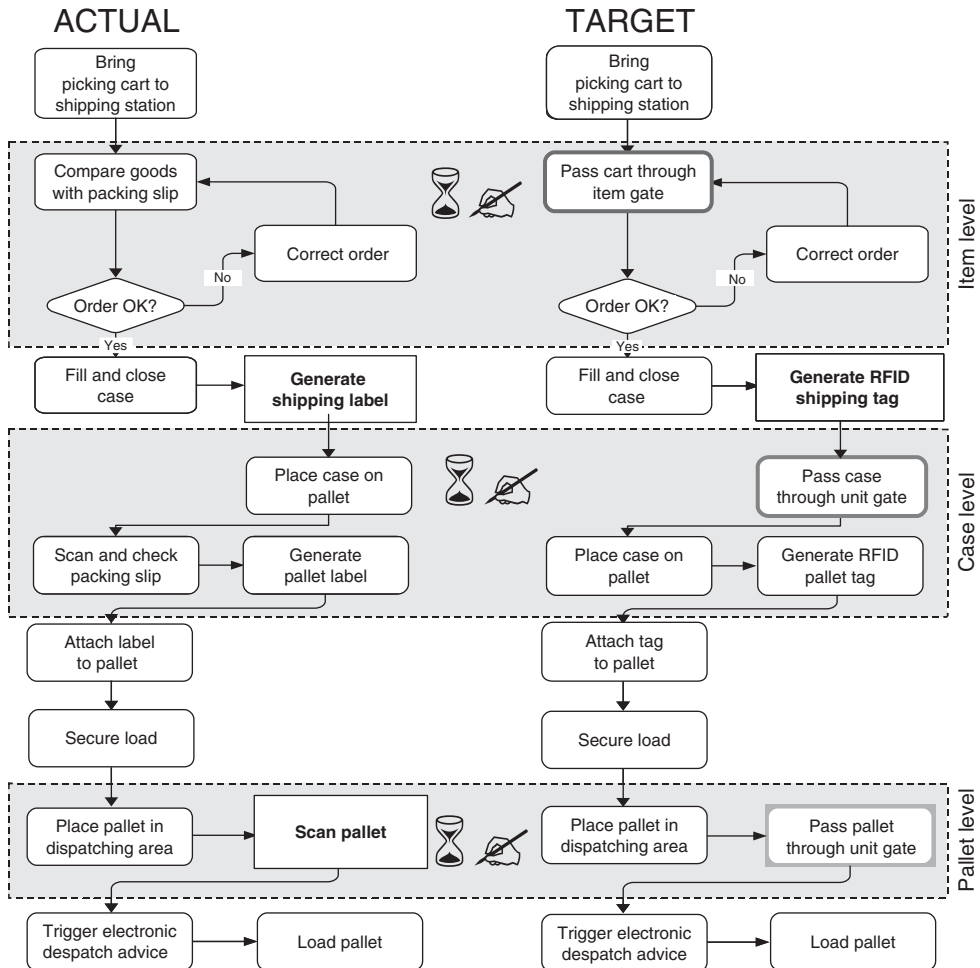 ACTUAL
TARGET
Bring
picking cart to
shipping station
Bring
picking cart to
shipping station
Compare goods
with packing slip
Pass cart through
item gate
Correct order
Correct order
No
No
Order OK?
Order OK?
Yes
Yes
Item level
Fill and close
case
Generate
shipping label
Fill and close
case
Generate RFID
shipping tag
Place case on
pallet
Pass case
through unit gate
Scan and check
packing slip
Generate
pallet label
Place case on
pallet
Generate RFID
pallet tag
Case level
Attach label
to pallet
Attach tag
to pallet
Secure load
Secure load
Place pallet in
dispatching area
Scan pallet
Place pallet in
dispatching area
Pass pallet
through unit gate
Pallet level
Trigger electronic
despatch advice
Load pallet
Trigger electronic
despatch advice
Load pallet